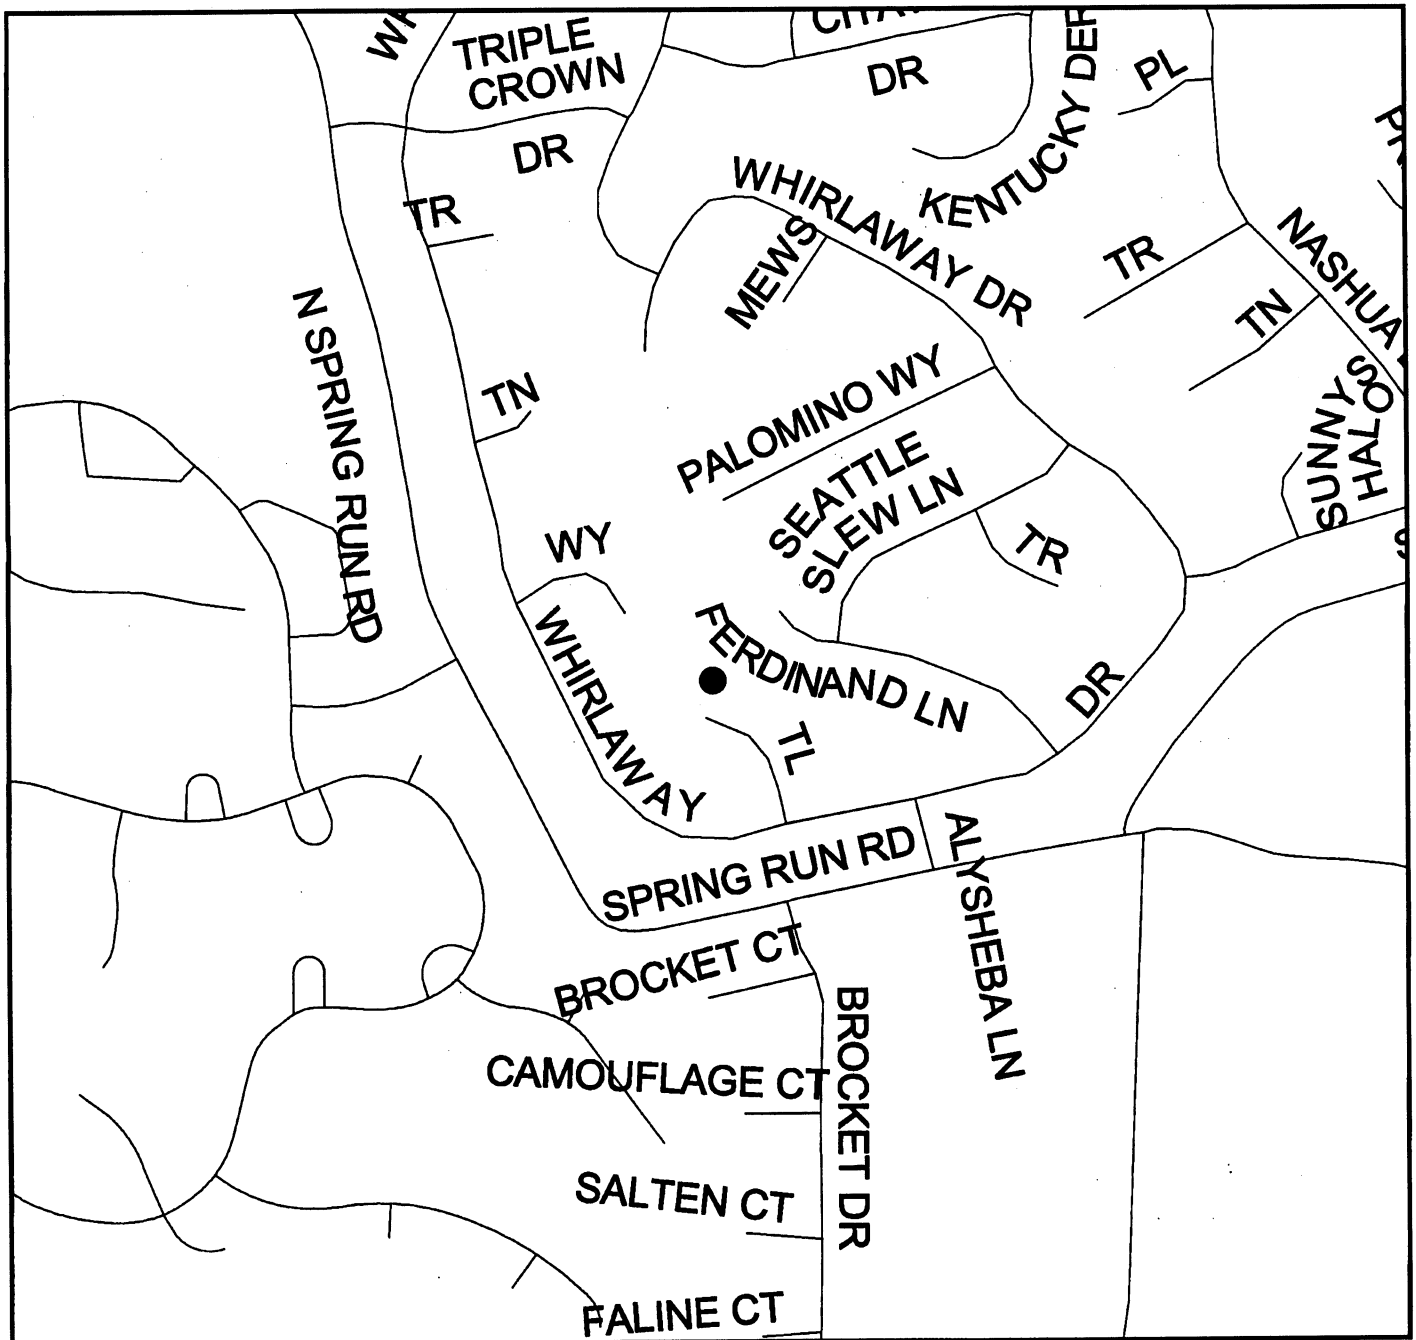 WH
TRIPLE
CROWN
DR
DR
KENTUCKY DER
PL
WHIRLAWAY DR
TR
MEWS
TR
TN
NASHUA
N SPRING RUN RD
TN
PALOMINO WY
SEATTLE
SLEW LN
SUNNY
HALOS
WY
TR
WHIRLAWAY
FERDINAND LN
DR
TL
SPRING RUN RD
ALYSHEBA LN
BROCKET CT
BROCKET DR
CAMOUFLAGE CT
SALTEN CT
FALINE CT